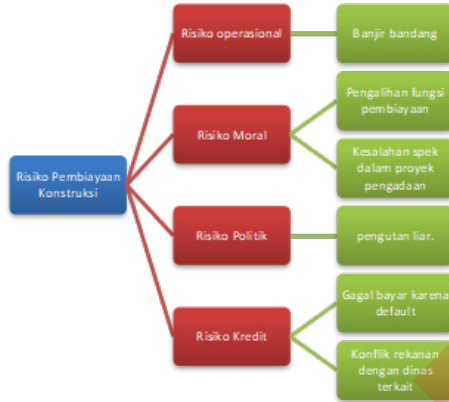 Risiko Pembiayaan
Konstruksi
Risiko operasional
Banjir bandang
Risiko Moral
Pengalihan fungsi
pembiayaan
Kesalahan spek
dalam proyek
pengadaan
Risiko Politik
pengutan liar.
Risiko Kredit
Gagal bayar karena
default
Konflik rekanan
dengan dinas
terkait